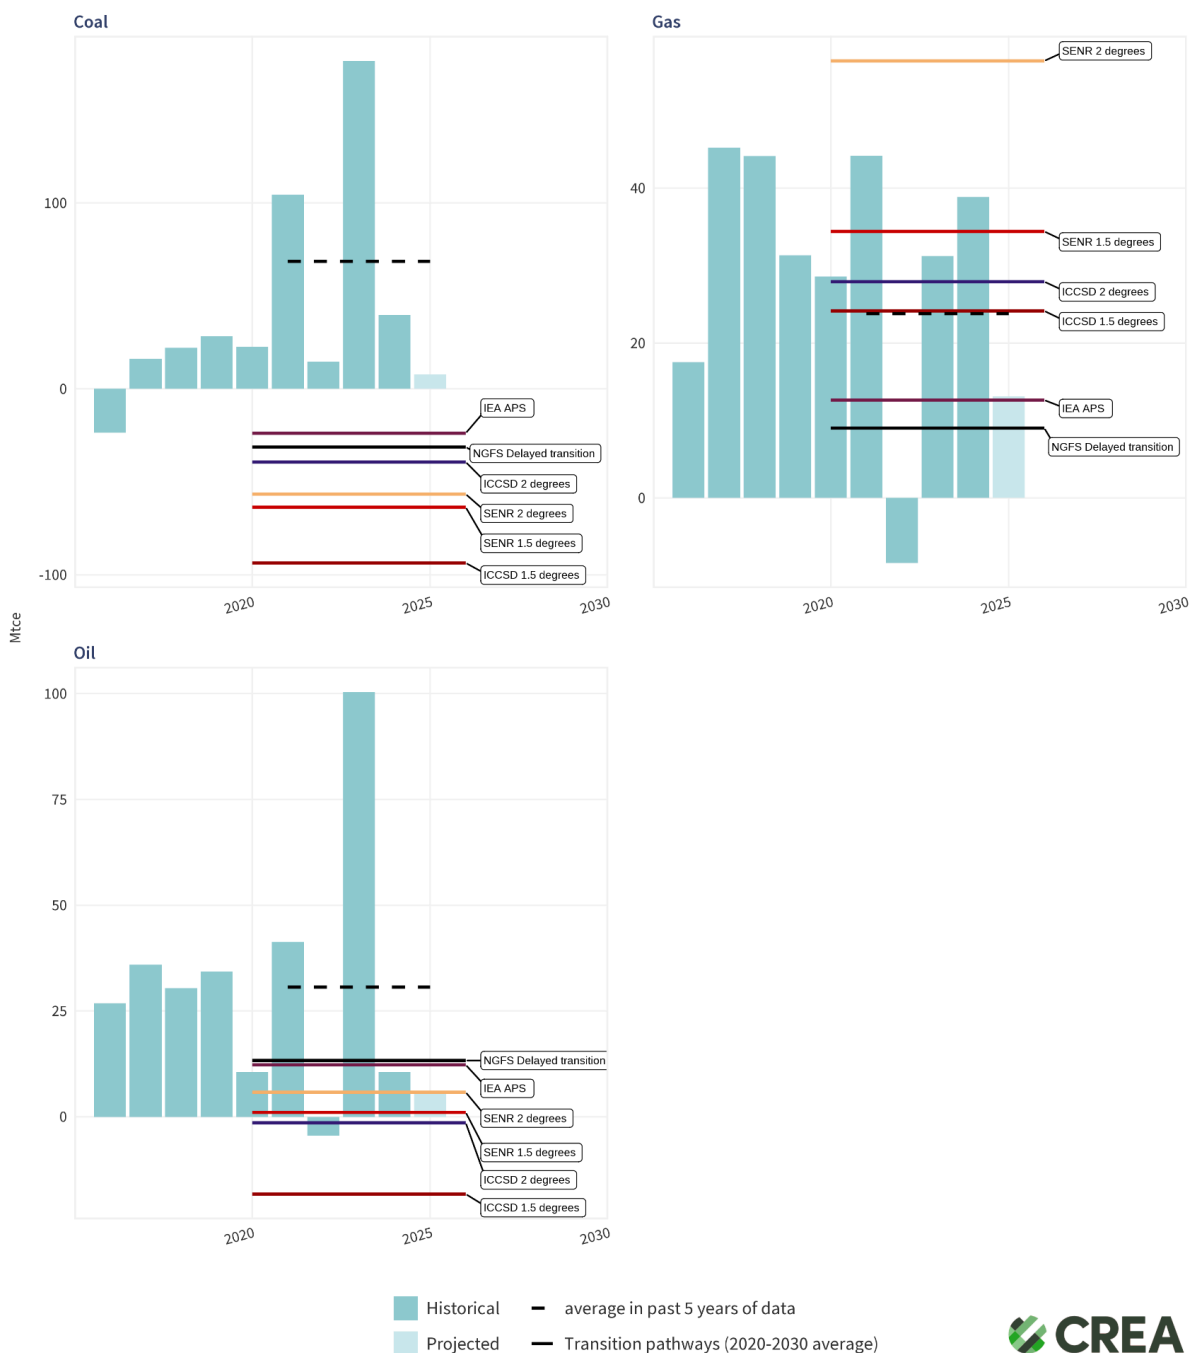 Coal
100
0
-100
IEA APS
NGFS Delayed transition
ICCSD 2 degrees
SENR 2 degrees
SENR 1.5 degrees
ICCSD 1.5 degrees
2020
2025
2030
Gas
40
20
0
SENR 2 degrees
SENR 1.5 degrees
ICCSD 2 degrees
ICCSD 1.5 degrees
IEA APS
NGFS Delayed transition
2020
2025
2030
Mtce
Oil
100
75
50
25
0
NGFS Delayed transition
IEA APS
SENR 2 degrees
SENR 1.5 degrees
ICCSD 2 degrees
ICCSD 1.5 degrees
2020
2025
2030
Historical
average in past 5 years of data
Projected
Transition pathways (2020-2030 average)
CREA